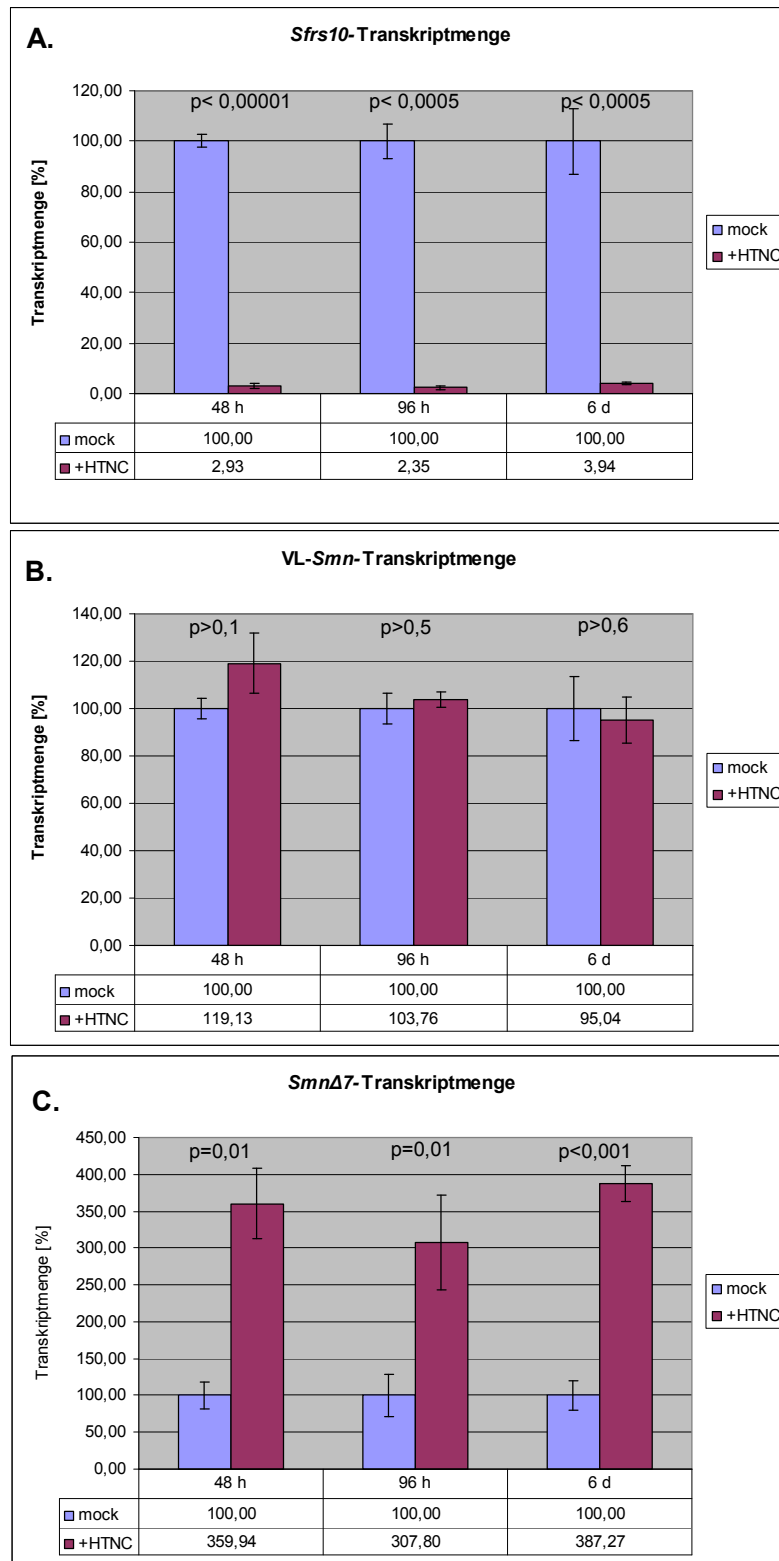 A.
Sfrs10-Transkriptmenge
p< 0,00001 p< 0,0005 p< 0,0005
120,00
100,00
80,00
60,00
40,00
20,00
0,00
Transkriptmenge [%]
mock
+HTNC
48 h 96 h 6 d
mock 100,00 100,00 100,00
+HTNC 2,93 2,35 3,94
B.
VL-Smn-Transkriptmenge
p>0,1 p>0,5 p>0,6
140,00
120,00
100,00
80,00
60,00
40,00
20,00
0,00
Transkriptmenge [%]
mock
+HTNC
48 h 96 h 6 d
mock 100,00 100,00 100,00
+HTNC 119,13 103,76 95,04
C.
SmnΔ7-Transkriptmenge
p=0,01 p=0,01 p<0,001
450,00
400,00
350,00
300,00
250,00
200,00
150,00
100,00
50,00
0,00
Transkriptmenge [%]
mock
+HTNC
48 h 96 h 6 d
mock 100,00 100,00 100,00
+HTNC 359,94 307,80 387,27